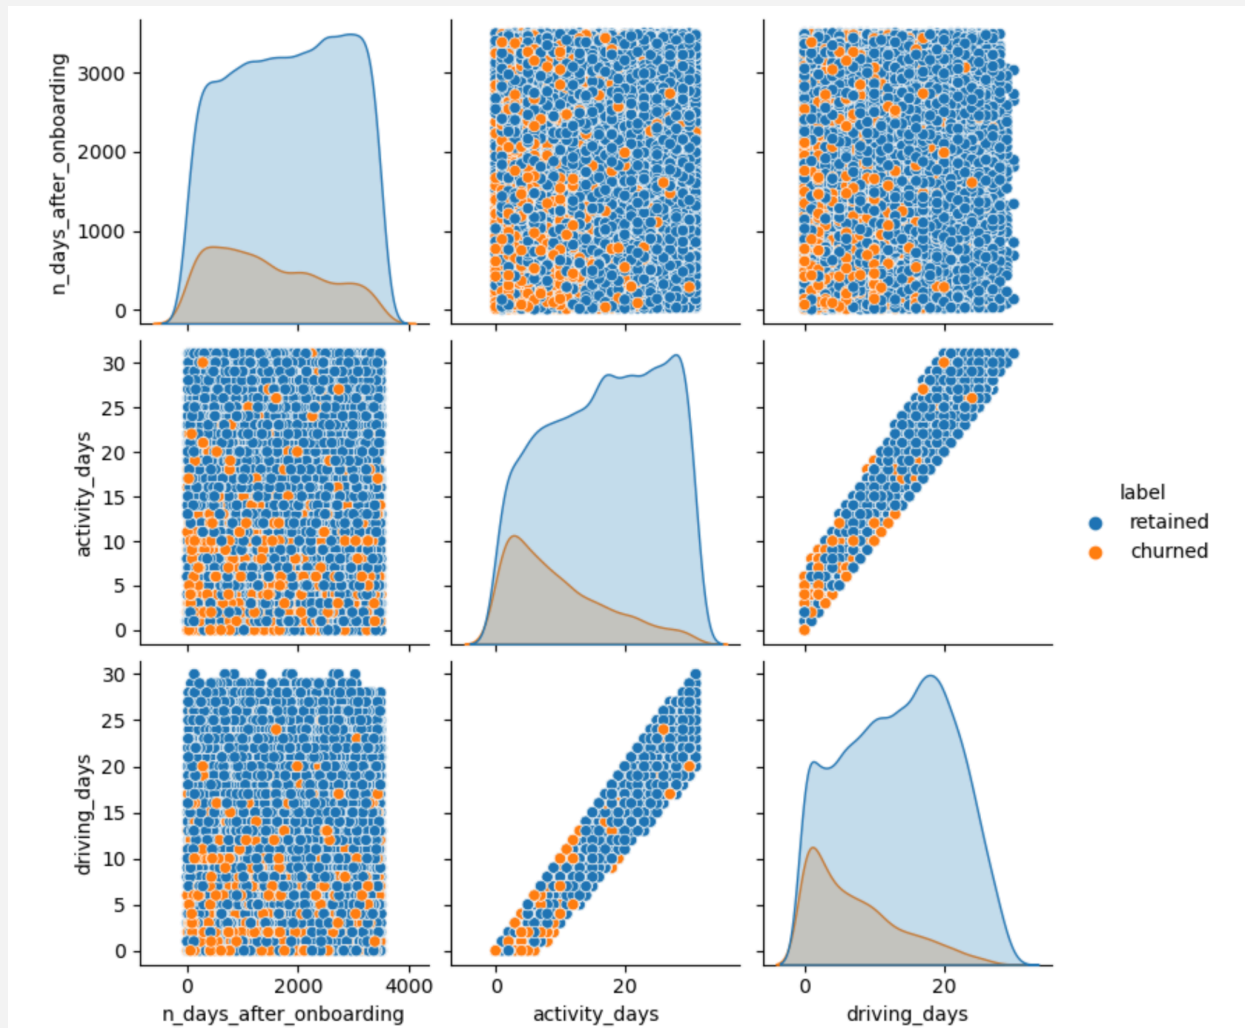 n_days_after_onboarding
3000
2000
1000
0
activity_days
30
25
20
15
10
5
0
label
retained
churned
driving_days
30
25
20
15
10
5
0
0 2000 4000
0 20
0 20
n_days_after_onboarding
activity_days
driving_days